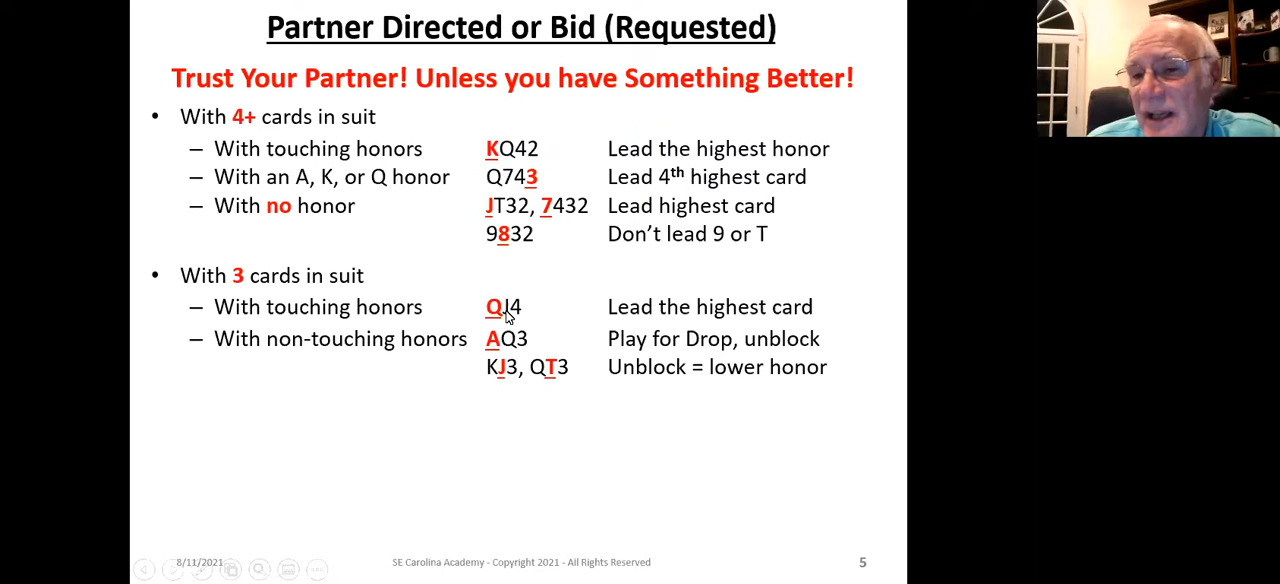 Partner Directed or Bid (Requested)
Trust Your Partner! Unless you have Something Better!
• With 4+ cards in suit
– With touching honors KQ42 Lead the highest honor
– With an A, K, or Q honor Q743 Lead 4th highest card
– With no honor JT32, 7432 Lead highest card
9832 Don't lead 9 or T
• With 3 cards in suit
– With touching honors QJ4 Lead the highest card
– With non-touching honors AQ3 Play for Drop, unblock
KJ3, QT3 Unblock = lower honor
8/11/2021 SE Carolina Academy - Copyright 2021 - All Rights Reserved 5